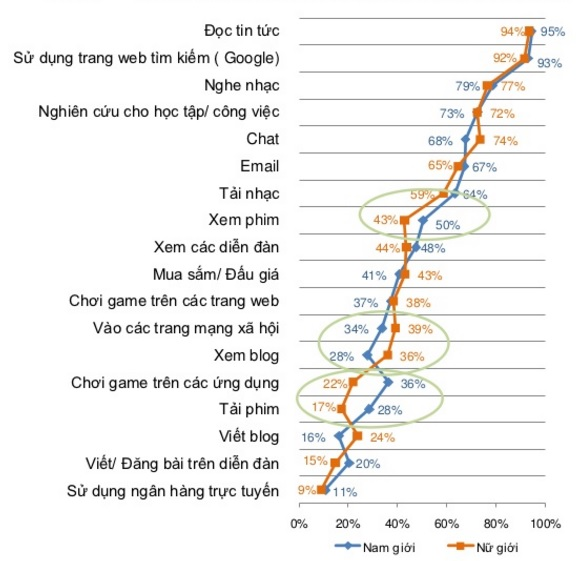 Đọc tin tức 94% 95%
Sử dụng trang web tìm kiếm ( Google) 92% 93%
Nghe nhạc 79% 77%
Nghiên cứu cho học tập/ công việc 73% 72%
Chat 68% 74%
Email 65% 67%
Tải nhạc 59% 64%
Xem phim 43% 50%
Xem các diễn đàn 44% 48%
Mua sắm/ Đấu giá 41% 43%
Chơi game trên các trang web 37% 38%
Vào các trang mạng xã hội 34% 39%
Xem blog 28% 36%
Chơi game trên các ứng dụng 22% 36%
Tải phim 17% 28%
Viết blog 16% 24%
Viết/ Đăng bài trên diễn đàn 15% 20%
Sử dụng ngân hàng trực tuyến 9% 11%
0% 20% 40% 60% 80% 100%
Nam giới Nữ giới